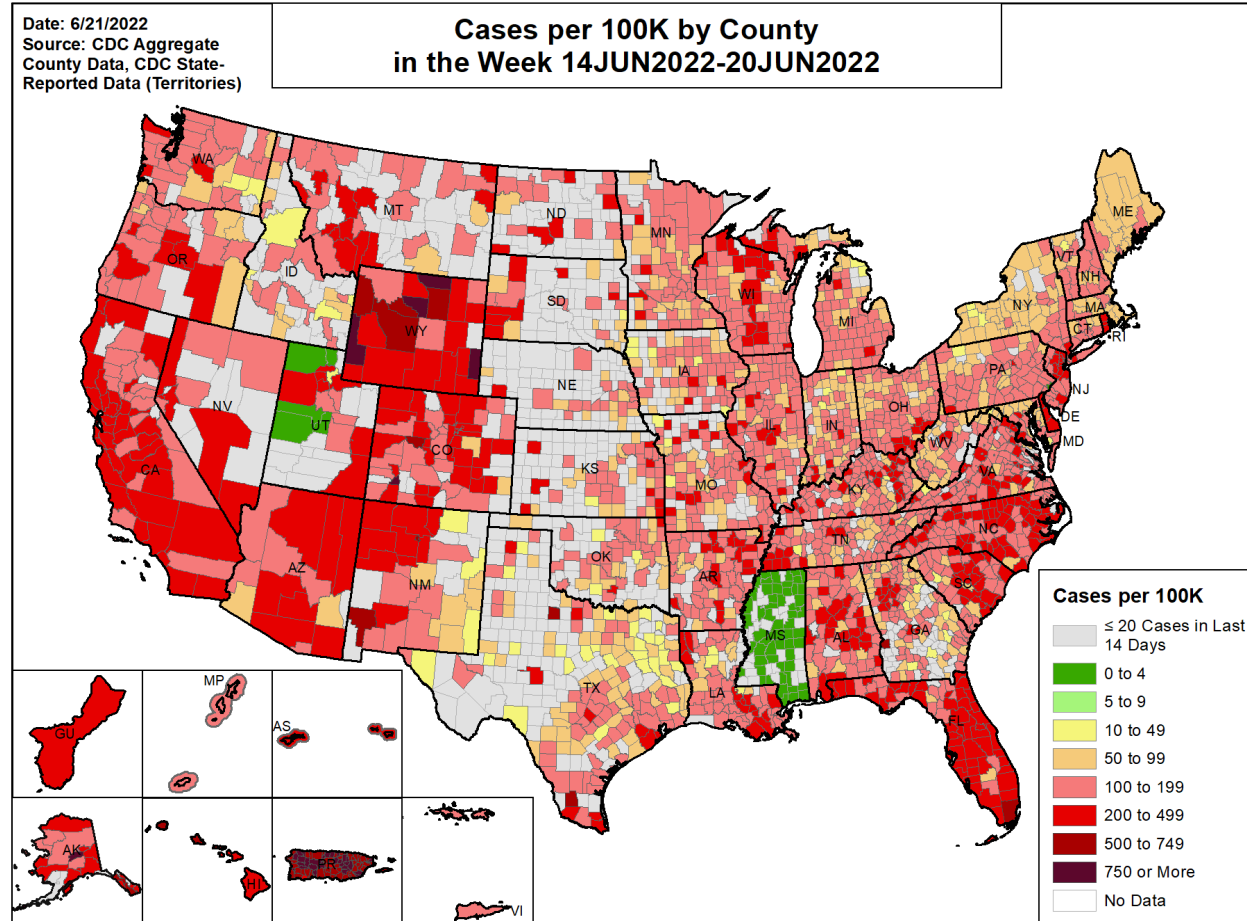 Date: 6/21/2022
Source: CDC Aggregate
County Data, CDC State-
Reported Data (Territories)
Cases per 100K by County
in the Week 14JUN2022-20JUN2022
WA
MT
ND
MN
ME
OR
ID
WY
SD
WI
MI
VT
NH
NY
MA
CT
RI
NV
UT
CO
NE
IA
IL
IN
OH
PA
NJ
DE
MD
WV
VA
CA
AZ
NM
KS
MO
KY
OK
AR
TN
NC
SC
MS
AL
GA
TX
LA
FL
GU
MP
AS
AK
HI
PR
VI
Cases per 100K
≤ 20 Cases in Last
14 Days
0 to 4
5 to 9
10 to 49
50 to 99
100 to 199
200 to 499
500 to 749
750 or More
No Data